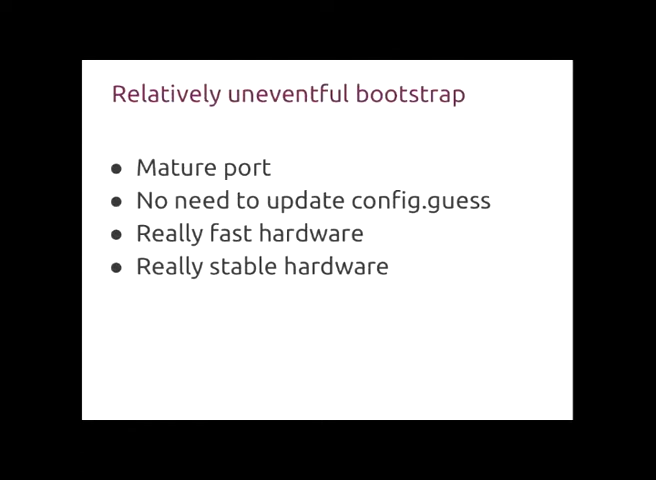 Relatively uneventful bootstrap
● Mature port
● No need to update config.guess
● Really fast hardware
● Really stable hardware